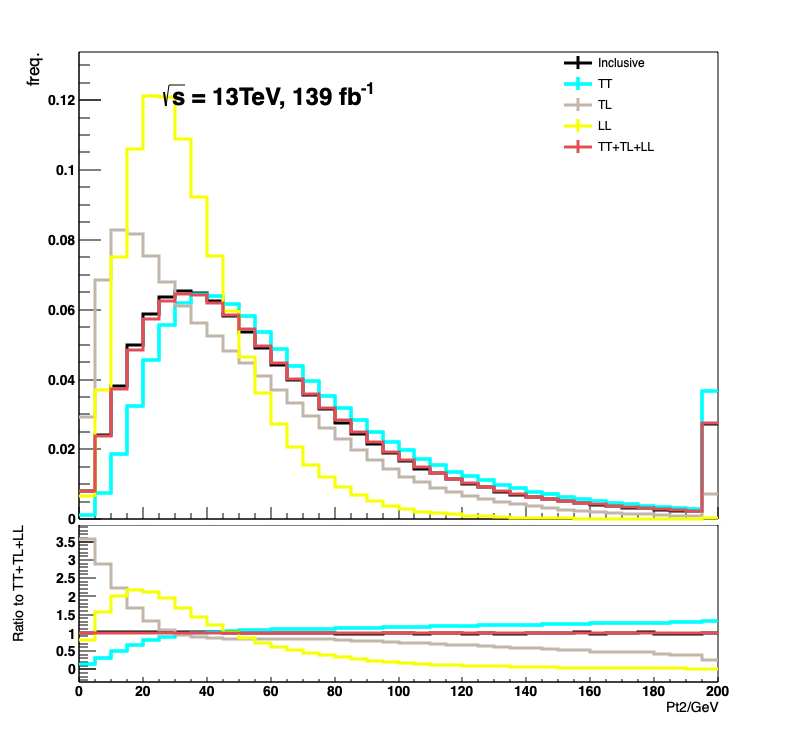 freq.
√s = 13TeV, 139 fb-1
Inclusive
TT
TL
LL
TT+TL+LL
0.12
0.1
0.08
0.06
0.04
0.02
0
Ratio to TT+TL+LL
3.5
3
2.5
2
1.5
1
0.5
0
0 20 40 60 80 100 120 140 160 180 200
Pt2/GeV